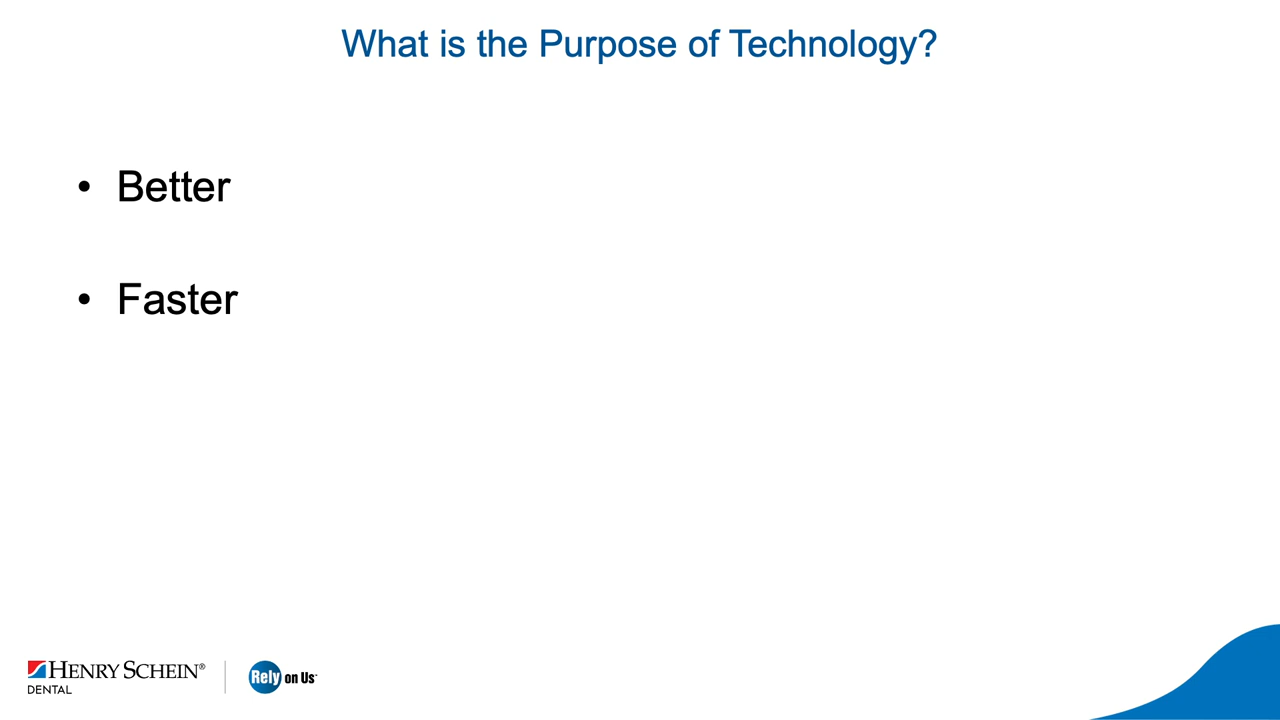 What is the Purpose of Technology?
• Better
• Faster
HENRY SCHEIN®
DENTAL
Rely on Us